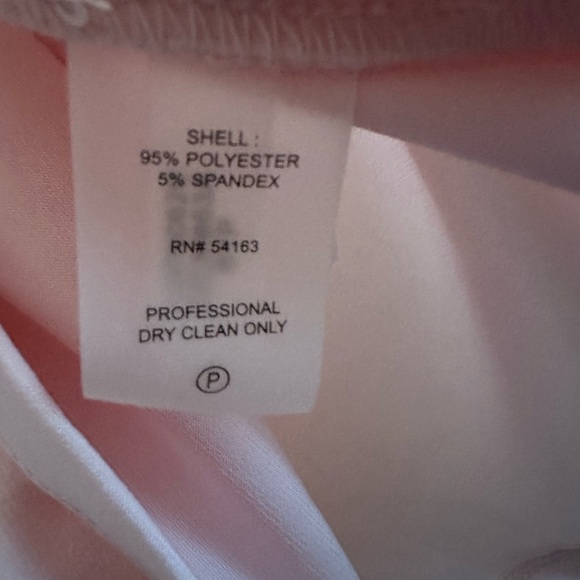 SHELL :
95% POLYESTER
5% SPANDEX
RN# 54163
PROFESSIONAL
DRY CLEAN ONLY
P